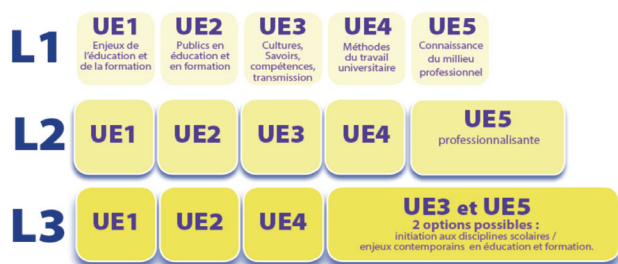 L1
UE1
Enjeux de
l'éducation et
de la formation
UE2
Publics en
éducation et
en formation
UE3
Cultures,
Savoirs,
compétences,
transmission
UE4
Méthodes
du travail
universitaire
UE5
Connaissance
du millieu
professionnel
L2
UE1
UE2
UE3
UE4
UE5
professionnalisante
L3
UE1
UE2
UE4
UE3 et UE5
2 options possibles :
initiation aux disciplines scolaires /
enjeux contemporains en éducation et formation.